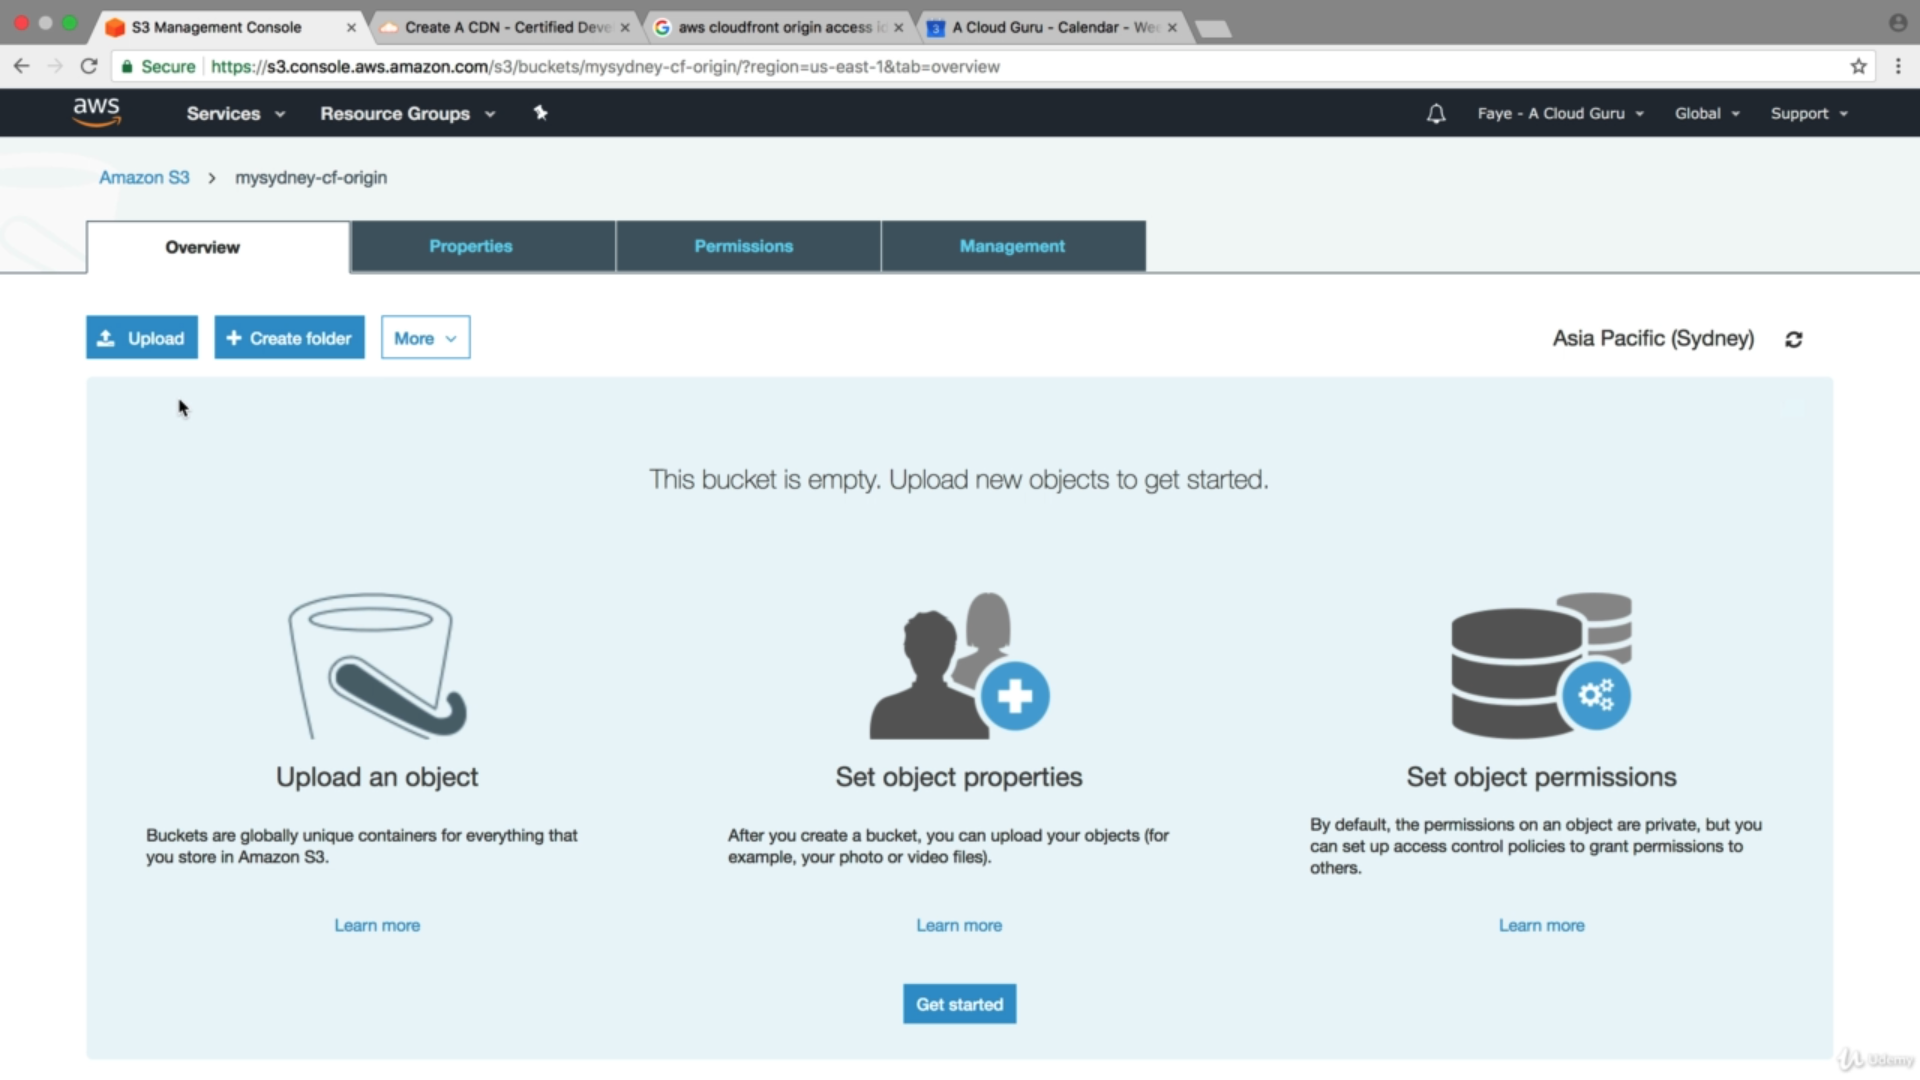 S3 Management Console
Create A CDN - Certified Deve
aws cloudfront origin access id
A Cloud Guru - Calendar - Wee
Secure https://s3.console.aws.amazon.com/s3/buckets/mysydney-cf-origin/?region=us-east-1&tab=overview
aws Services Resource Groups Faye - A Cloud Guru Global Support
Amazon S3 > mysydney-cf-origin
Overview Properties Permissions Management
Upload + Create folder More Asia Pacific (Sydney)
This bucket is empty. Upload new objects to get started.
Upload an object
Buckets are globally unique containers for everything that
you store in Amazon S3.
Learn more
Set object properties
After you create a bucket, you can upload your objects (for
example, your photo or video files).
Learn more
Set object permissions
By default, the permissions on an object are private, but you
can set up access control policies to grant permissions to
others.
Learn more
Get started
Udemy